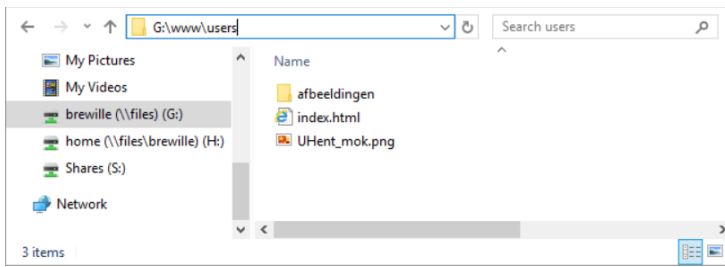 G:\www\users
Search users
My Pictures
My Videos
brewille (\\files) (G:)
home (\\files\brewille) (H:)
Shares (S:)
Network
Name
afbeeldingen
index.html
UHent_mok.png
3 items